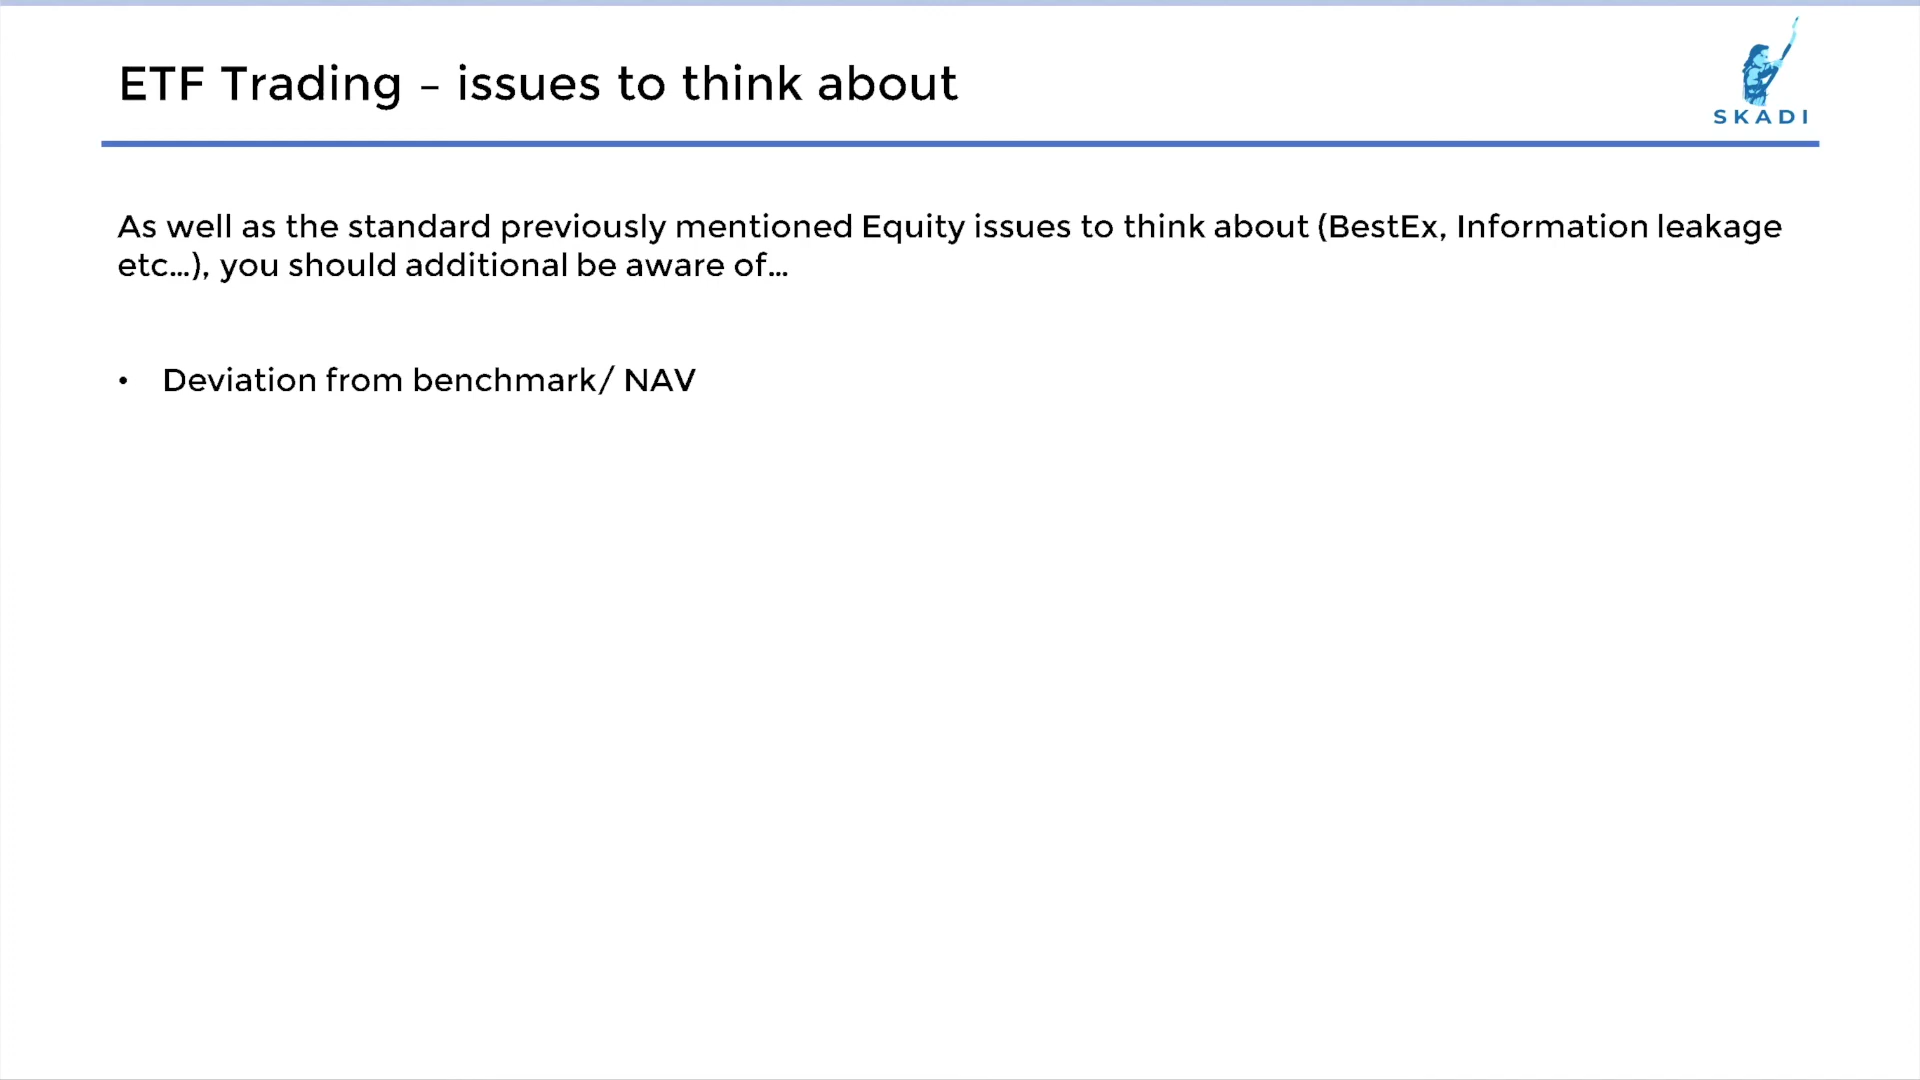 ETF Trading – issues to think about
SKADI
As well as the standard previously mentioned Equity issues to think about (BestEx, Information leakage
etc...), you should additional be aware of...
• Deviation from benchmark/ NAV